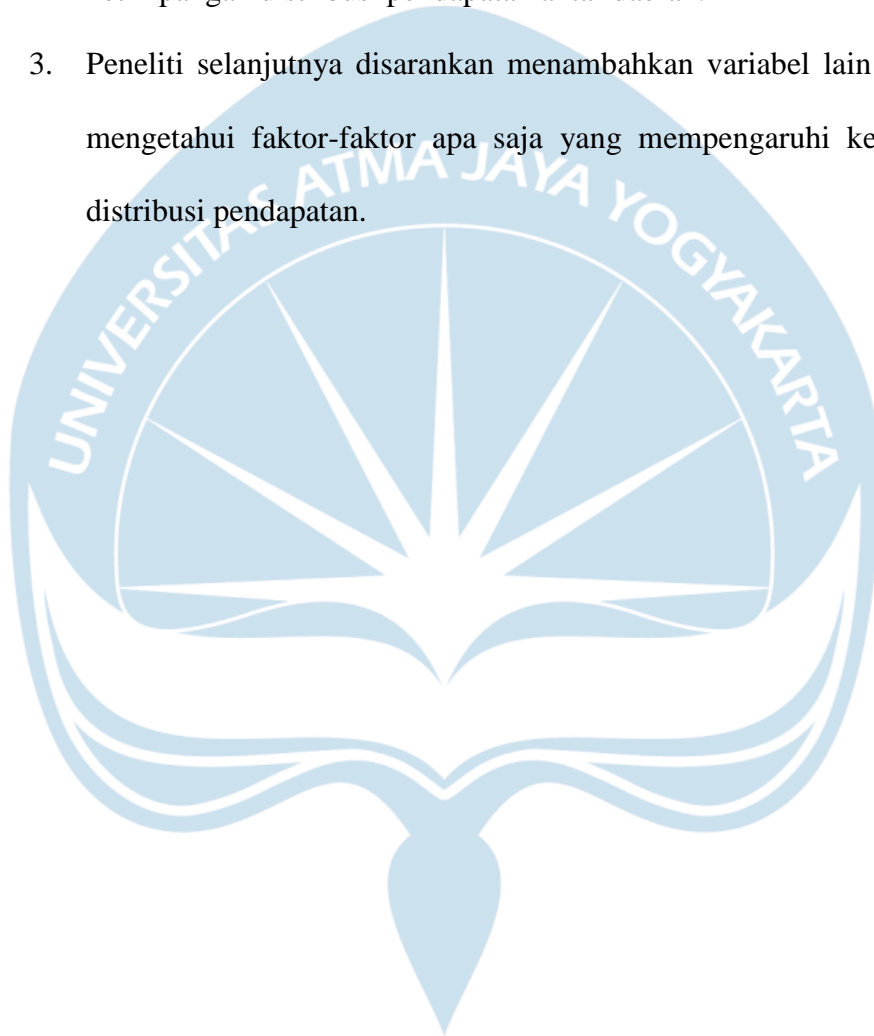 3. Peneliti selanjutnya disarankan menambahkan variabel lain
mengetahui faktor-faktor apa saja yang mempengaruhi ke
distribusi pendapatan.
UNIVERSITAS ATMA JAYA YOGYAKARTA